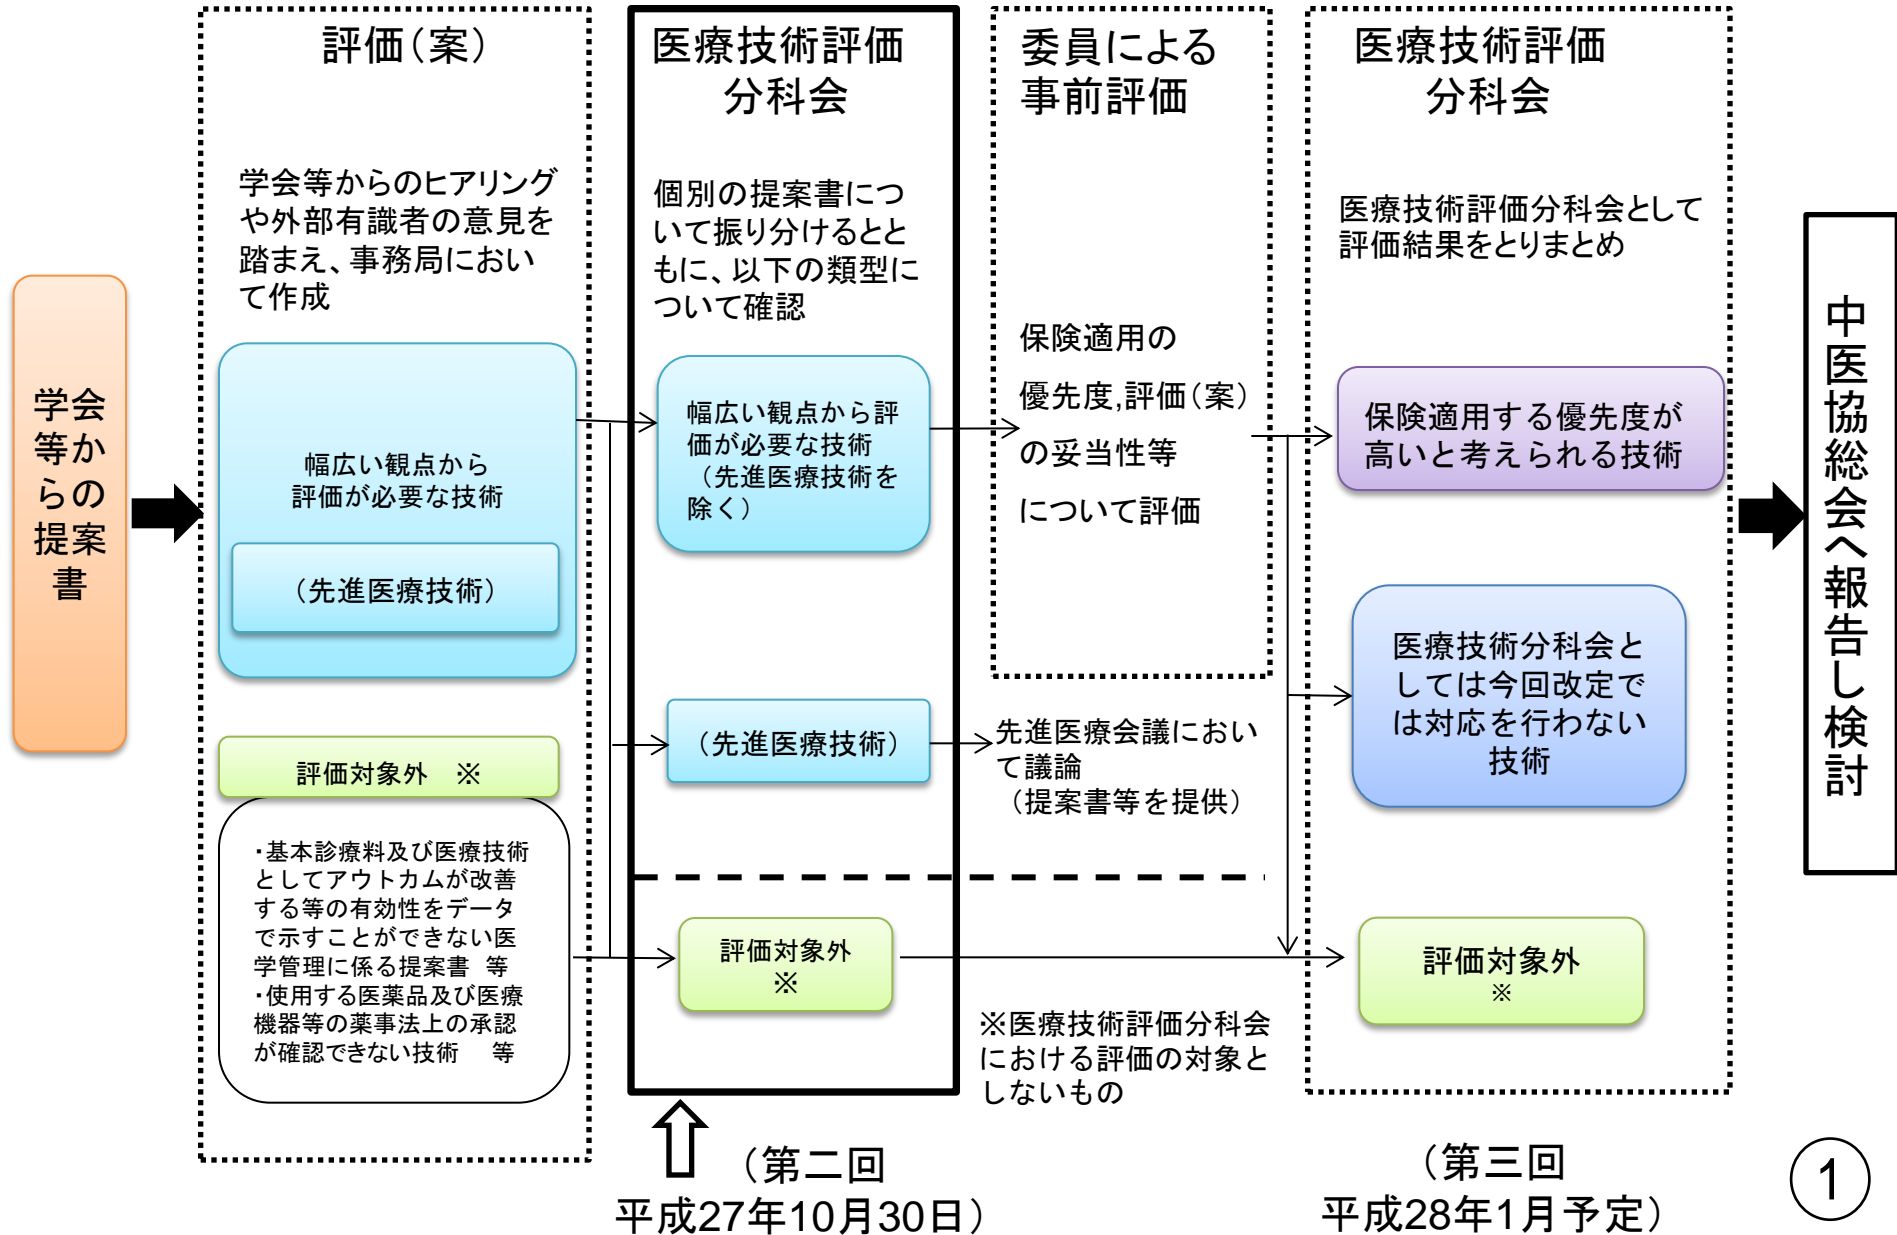 学会
等か
らの
提案
書
評価（案）
学会等からのヒアリング
や外部有識者の意見を
踏まえ、事務局におい
て作成
幅広い観点から
評価が必要な技術
（先進医療技術）
評価対象外　※
・基本診療料及び医療技術
としてアウトカムが改善
する等の有効性をデータ
で示すことができない医
学管理に係る提案書　等
・使用する医薬品及び医療
機器等の薬事法上の承認
が確認できない技術　　等
医療技術評価
分科会
個別の提案書につ
いて振り分けるとと
もに、以下の類型に
ついて確認
幅広い観点から評
価が必要な技術
（先進医療技術を
除く）
（先進医療技術）
評価対象外
※
（第二回
平成27年10月30日）
委員による
事前評価
保険適用の
優先度,評価（案）
の妥当性等
について評価
先進医療会議におい
て議論
（提案書等を提供）
※医療技術評価分科会
における評価の対象と
しないもの
医療技術評価
分科会
医療技術評価分科会として
評価結果をとりまとめ
保険適用する優先度が
高いと考えられる技術
医療技術分科会と
しては今回改定で
は対応を行わない
技術
評価対象外
※
（第三回
平成28年1月予定）
中医協総会へ報告し検討
1